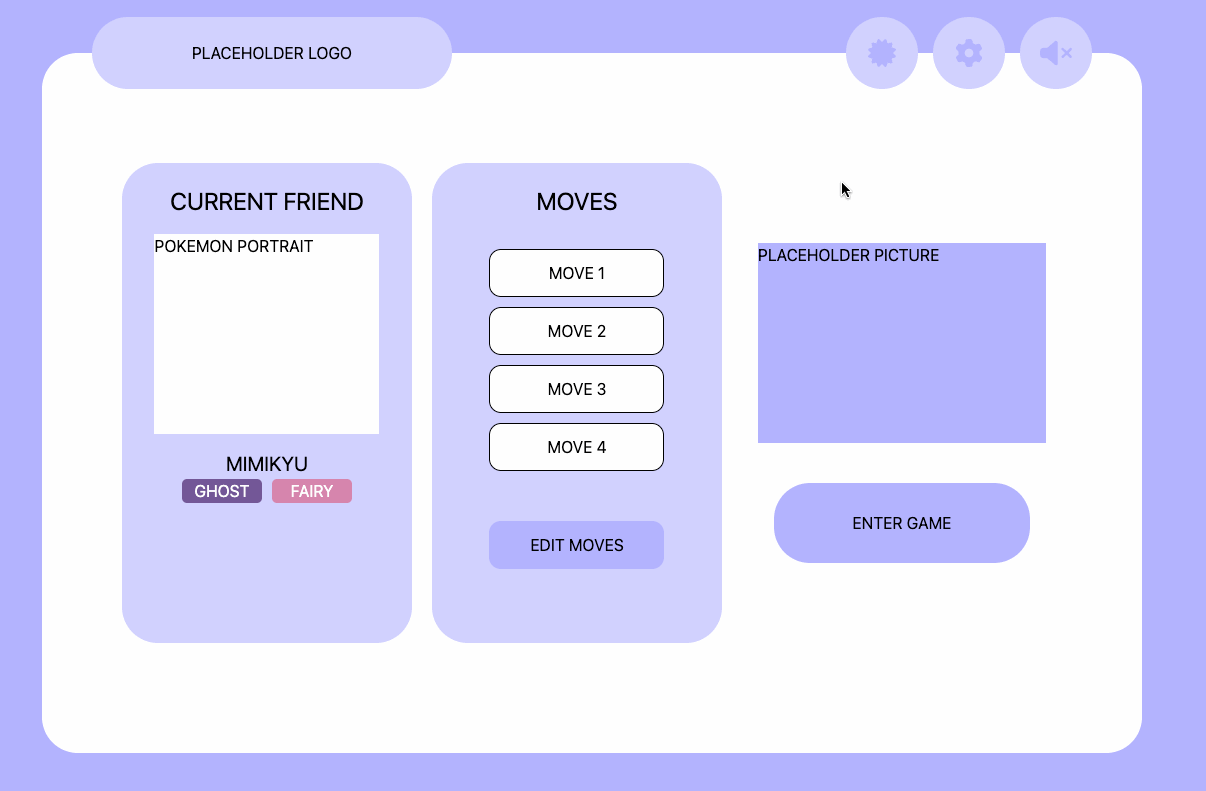 PLACEHOLDER LOGO
CURRENT FRIEND
POKEMON PORTRAIT
MIMIKYU
GHOST
FAIRY
MOVES
MOVE 1
MOVE 2
MOVE 3
MOVE 4
EDIT MOVES
PLACEHOLDER PICTURE
ENTER GAME